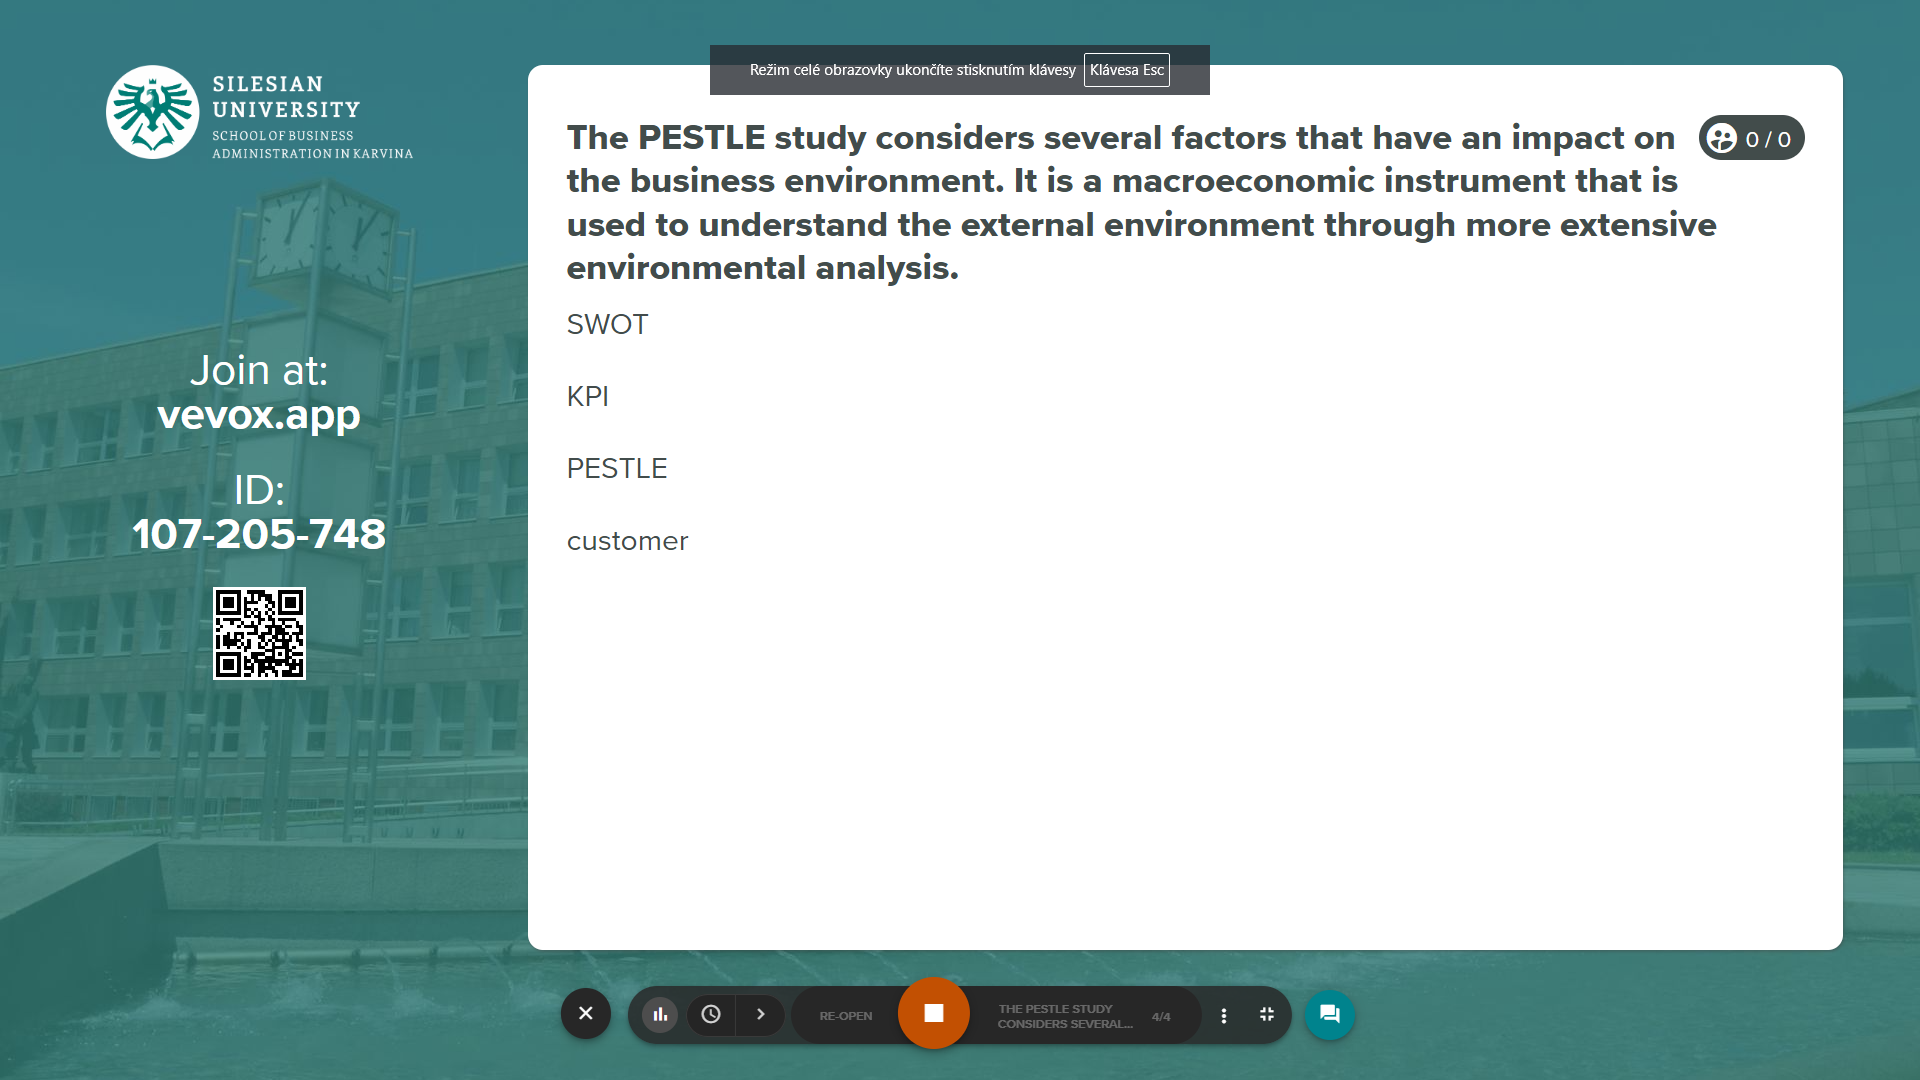 SILESIAN
UNIVERSITY
SCHOOL OF BUSINESS
ADMINISTRATION IN KARVINA
Join at:
vevox.app
ID:
107-205-748
Režim celé obrazovky ukončíte stisknutím klávesy Klávesa Esc
The PESTLE study considers several factors that have an impact on
the business environment. It is a macroeconomic instrument that is
used to understand the external environment through more extensive
environmental analysis.
0 / 0
SWOT
KPI
PESTLE
customer
RE-OPEN
THE PESTLE STUDY
CONSIDERS SEVERAL...
4/4